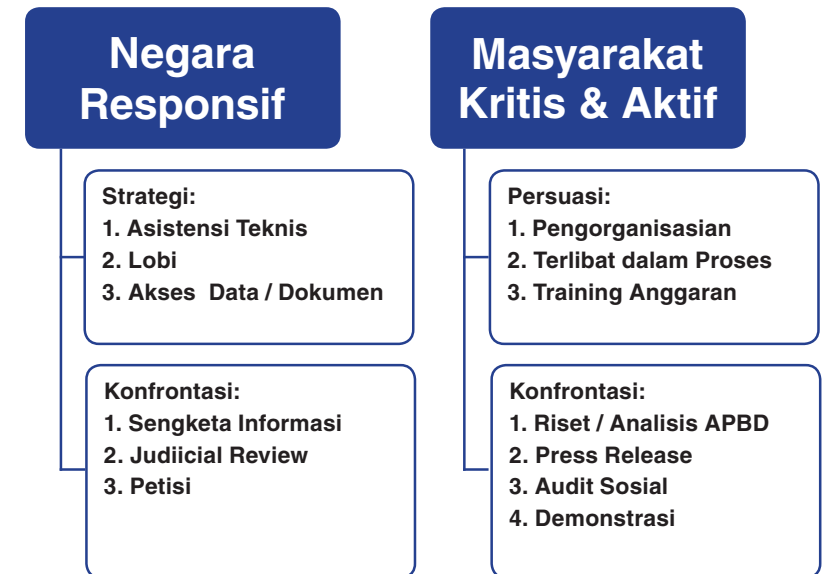 Negara
Responsif
Strategi:
1. Asistensi Teknis
2. Lobi
3. Akses Data / Dokumen
Konfrontasi:
1. Sengketa Informasi
2. Judiicial Review
3. Petisi
Masyarakat
Kritis & Aktif
Persuasi:
1. Pengorganisasian
2. Terlibat dalam Proses
3. Training Anggaran
Konfrontasi:
1. Riset / Analisis APBD
2. Press Release
3. Audit Sosial
4. Demonstrasi